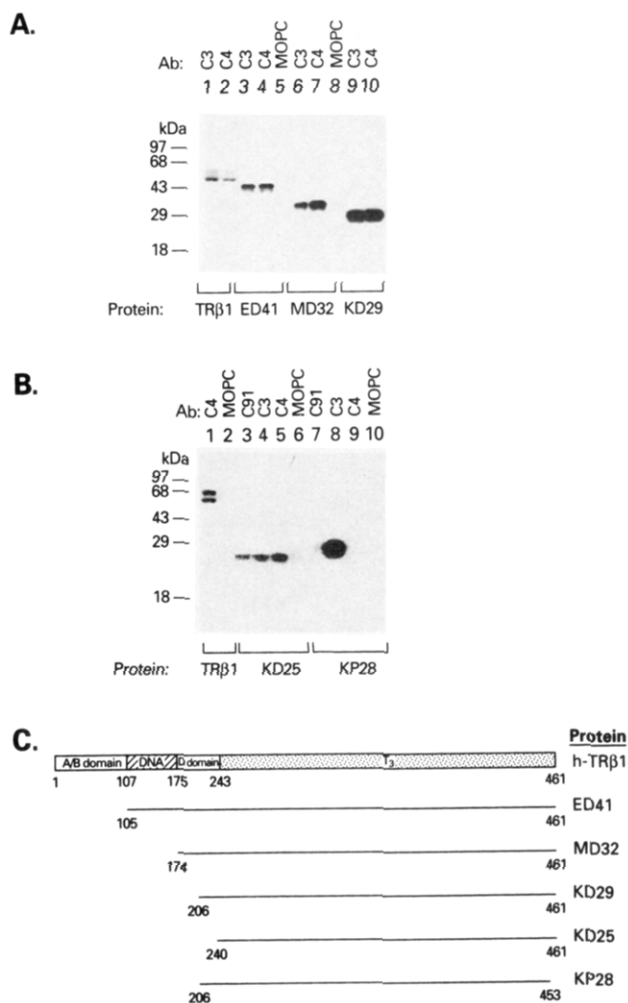 A.
Ab: C3 C4 C3 C4 MOPC C3 C4 MOPC C3 C4
1 2 3 4 5 6 7 8 9 10
kDa
97
68
43
29
18
Protein: TRβ1 ED41 MD32 KD29
B.
Ab: C4 MOPC C91 C3 C4 MOPC C91 C3 C4 MOPC
1 2 3 4 5 6 7 8 9 10
kDa
97
68
43
29
18
Protein: TRβ1 KD25 KP28
C.
Protein
A/B domain DNA D domain T3 h-TRβ1
1 107 175 243 461
ED41
105 461
MD32
174 461
KD29
206 461
KD25
240 461
KP28
206 453